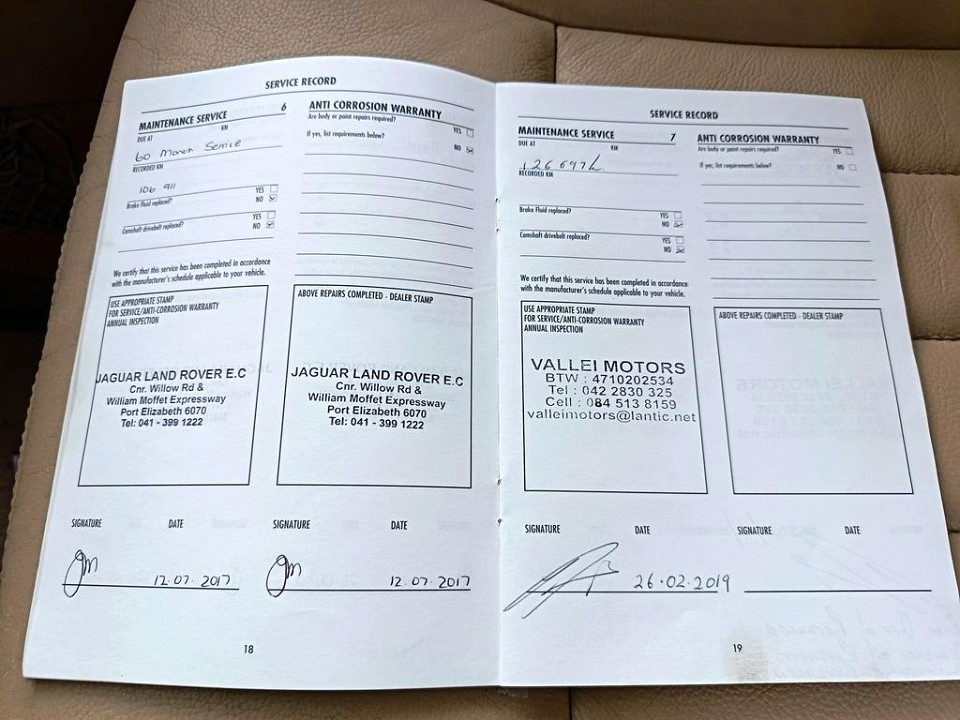 SERVICE RECORD
MAINTENANCE SERVICE 6
DUE AT KM
60 Month Service
RECORDED KM
106 911
Brake Fluid replaced?
YES
NO
Camshaft drivebelt replaced?
YES
NO
We certify that this service has been completed in accordance
with the manufacturer's schedule applicable to your vehicle.
USE APPROPRIATE STAMP
FOR SERVICE/ANTI-CORROSION WARRANTY
ANNUAL INSPECTION
JAGUAR LAND ROVER E.C
Cnr. Willow Rd &
William Moffet Expressway
Port Elizabeth 6070
Tel: 041 - 399 1222
SIGNATURE DATE
12.07.2017
ANTI CORROSION WARRANTY
Are body or paint repairs required?
YES
If yes, list requirements below?
NO
ABOVE REPAIRS COMPLETED - DEALER STAMP
JAGUAR LAND ROVER E.C
Cnr. Willow Rd &
William Moffet Expressway
Port Elizabeth 6070
Tel: 041 - 399 1222
SIGNATURE DATE
12.07.2017
18
SERVICE RECORD
MAINTENANCE SERVICE 7
DUE AT KM
RECORDED KM
Brake Fluid replaced?
YES
NO
Camshaft drivebelt replaced?
YES
NO
We certify that this service has been completed in accordance
with the manufacturer's schedule applicable to your vehicle.
USE APPROPRIATE STAMP
FOR SERVICE/ANTI-CORROSION WARRANTY
ANNUAL INSPECTION
VALLEI MOTORS
BTW : 4710202534
Tel : 042 2830 325
Cell : 084 513 8159
valleimotors@lantic.net
SIGNATURE DATE
26.02.2019
ANTI CORROSION WARRANTY
Are body or paint repairs required?
YES
If yes, list requirements below?
NO
ABOVE REPAIRS COMPLETED - DEALER STAMP
SIGNATURE DATE
19